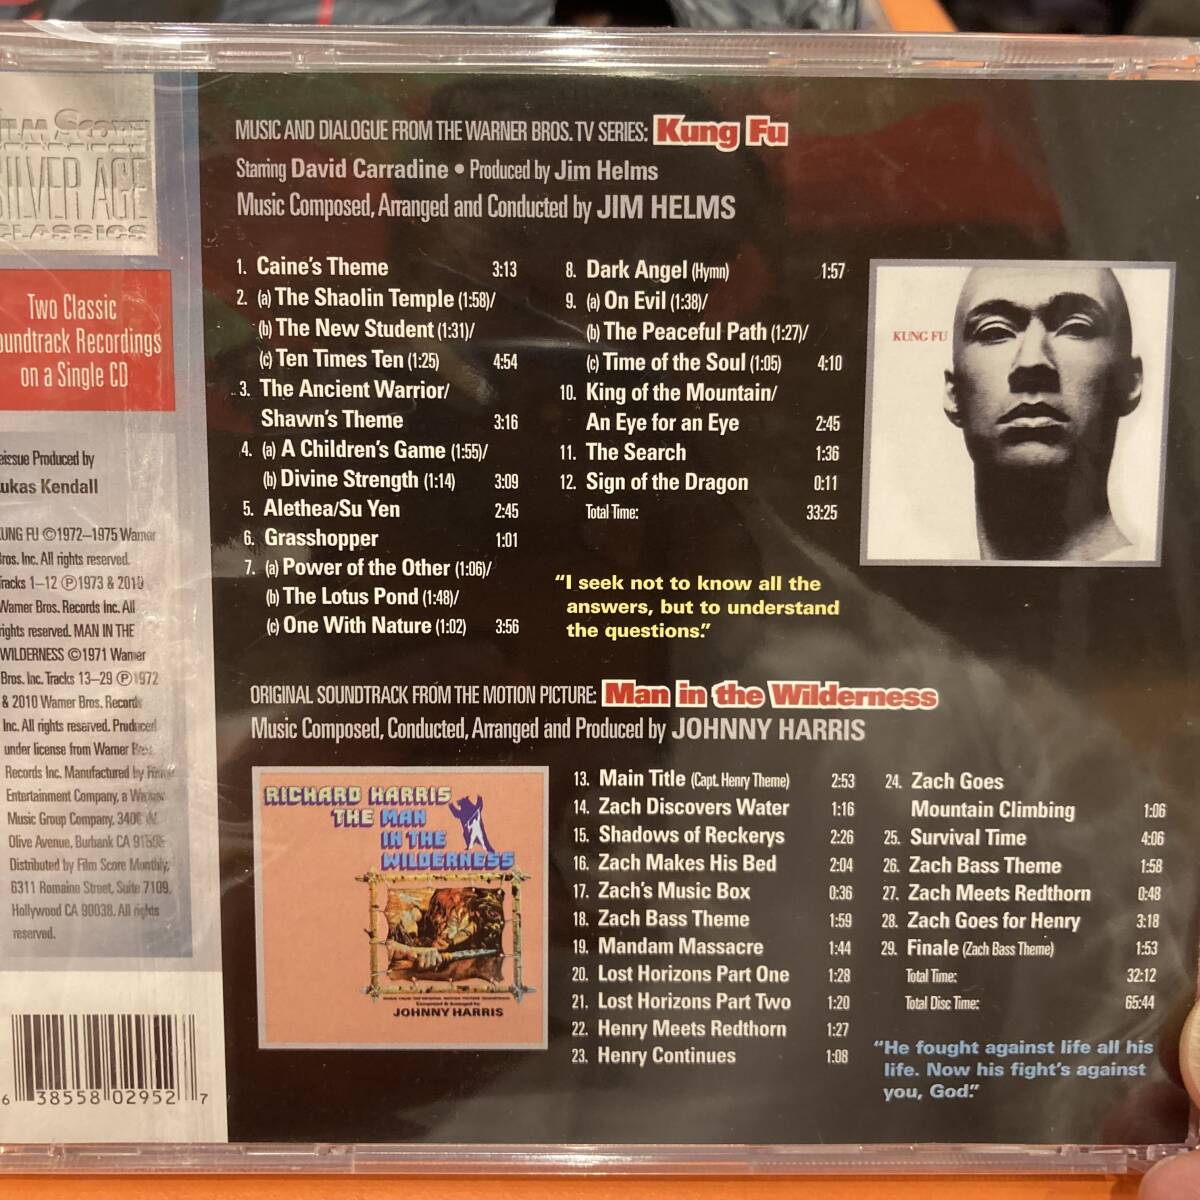 SILVER AGE
CLASSICS
Two Classic
Soundtrack Recordings
on a Single CD
Reissue Produced by
Lukas Kendall
KUNG FU ©1972–1975 Warner
Bros. Inc. All rights reserved.
Tracks 1–12 ℗1973 & 2010
Warner Bros. Records Inc. All
rights reserved. MAN IN THE
WILDERNESS ©1971 Warner
Bros. Inc. Tracks 13–29 ℗1972
& 2010 Warner Bros. Records
Inc. All rights reserved. Produced
under license from Warner Bros.
Records Inc. Manufactured by
Entertainment Company, a Warner
Music Group Company, 3400 W.
Olive Avenue, Burbank CA
Distributed by Film Score Monthly,
6311 Romaine Street, Suite 7109,
Hollywood CA 90038. All rights
reserved.
6 38558 02952 7
MUSIC AND DIALOGUE FROM THE WARNER BROS. TV SERIES: Kung Fu
Starring David Carradine • Produced by Jim Helms
Music Composed, Arranged and Conducted by JIM HELMS
1. Caine's Theme 3:13
2. (a) The Shaolin Temple (1:58)/
(b) The New Student (1:31)/
(c) Ten Times Ten (1:25) 4:54
3. The Ancient Warrior/
Shawn's Theme 3:16
4. (a) A Children's Game (1:55)/
(b) Divine Strength (1:14) 3:09
5. Alethea/Su Yen 2:45
6. Grasshopper 1:01
7. (a) Power of the Other (1:06)/
(b) The Lotus Pond (1:48)/
(c) One With Nature (1:02) 3:56
8. Dark Angel (Hymn) 1:57
9. (a) On Evil (1:38)/
(b) The Peaceful Path (1:27)/
(c) Time of the Soul (1:05) 4:10
10. King of the Mountain/
An Eye for an Eye 2:45
11. The Search 1:36
12. Sign of the Dragon 0:11
Total Time: 33:25
"I seek not to know all the
answers, but to understand
the questions."
KUNG FU
ORIGINAL SOUNDTRACK FROM THE MOTION PICTURE: Man in the Wilderness
Music Composed, Conducted, Arranged and Produced by JOHNNY HARRIS
RICHARD HARRIS
THE MAN
IN THE
WILDERNESS
MUSIC FROM THE ORIGINAL MOTION PICTURE SOUNDTRACK
Composed & Arranged by
JOHNNY HARRIS
13. Main Title (Capt. Henry Theme) 2:53
14. Zach Discovers Water 1:16
15. Shadows of Reckerys 2:26
16. Zach Makes His Bed 2:04
17. Zach's Music Box 0:36
18. Zach Bass Theme 1:59
19. Mandam Massacre 1:44
20. Lost Horizons Part One 1:28
21. Lost Horizons Part Two 1:20
22. Henry Meets Redthorn 1:27
23. Henry Continues 1:08
24. Zach Goes
Mountain Climbing 1:06
25. Survival Time 4:06
26. Zach Bass Theme 1:58
27. Zach Meets Redthorn 0:48
28. Zach Goes for Henry 3:18
29. Finale (Zach Bass Theme) 1:53
Total Time: 32:12
Total Disc Time: 65:44
"He fought against life all his
life. Now his fight's against
you, God."